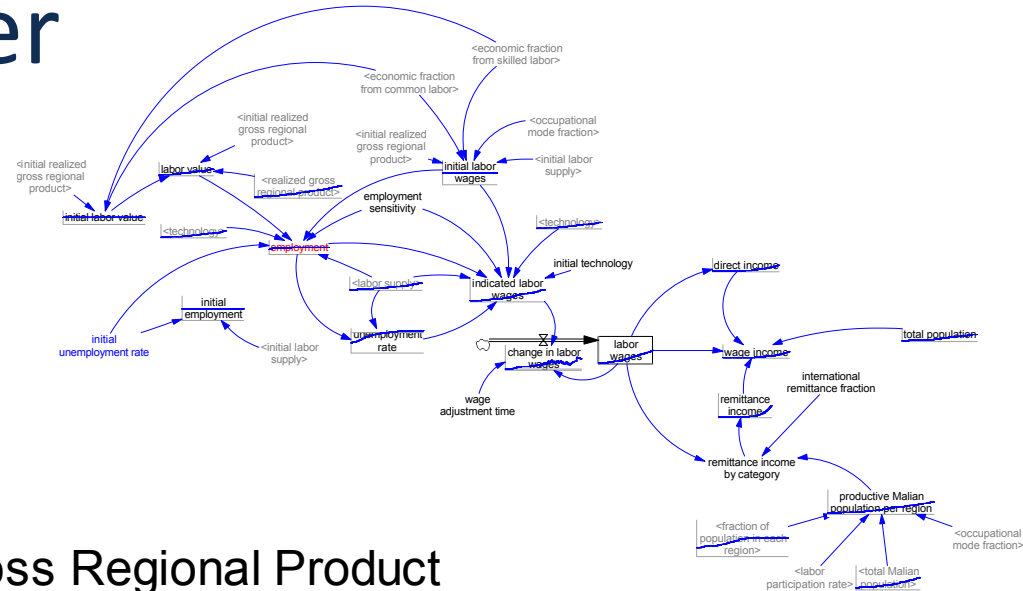 er
<economic fraction
from skilled labor>
<economic fraction
from common labor>
<initial realized
gross regional
product>
<initial realized
gross regional
product>
<occupational
mode fraction>
<initial realized
gross regional
product>
labor value
initial labor
wages
<initial labor
supply>
<realized gross
regional product>
employment
sensitivity
initial labor value
<technology>
<technology>
employment
initial technology
direct income
<labor supply>
indicated labor
wages
initial
employment
initial
unemployment rate
<initial labor
supply>
unemployment
rate
change in labor
wages
labor
wages
wage income
total population
wage
adjustment time
international
remittance fraction
remittance
income
remittance income
by category
productive Malian
population per region
<fraction of
population in each
region>
<occupational
mode fraction>
<labor
participation rate>
<total Malian
population>
oss Regional Product